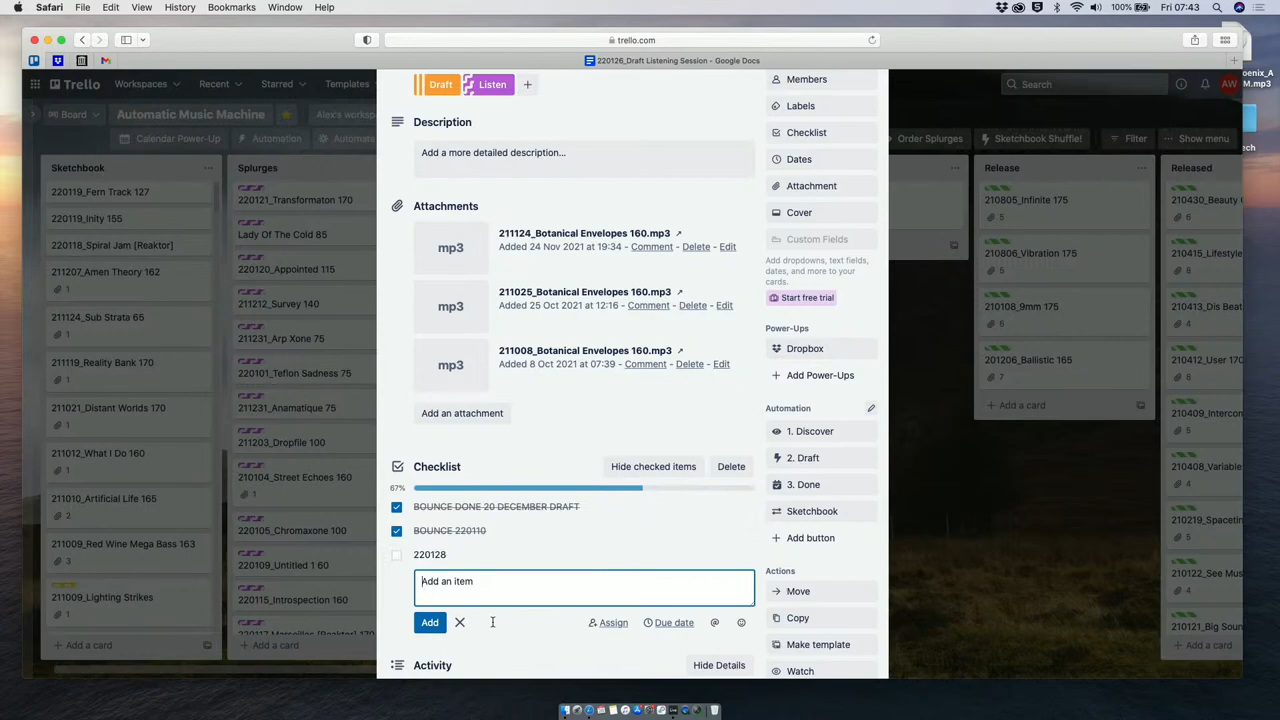 Safari File Edit View History Bookmarks Window Help
100% Fri 07:43
trello.com
220126_Draft Listening Session - Google Docs
Trello Workspaces Recent Starred Templates
Search
AW
Board Automatic Music Machine Alex's workspa
Calendar Power-Up Automation Automate
Order Splurges Sketchbook Shuffle! Filter Show menu
Sketchbook
220119_Fern Track 127
220119_Inity 155
220118_Spiral Jam [Reaktor]
211207_Amen Theory 162
1
211124_Sub Strata 65
1
211119_Reality Bank 170
1
211021_Distant Worlds 170
1
211012_What I Do 160
1
211010_Artificial Life 165
2
211009_Red Wine Mega Bass 163
3
211009_Lighting Strikes
1
Add a card
Splurges
220121_Transformaton 170
Lady Of The Cold 85
220120_Appointed 115
211212_Survey 140
211231_Arp Xone 75
220101_Teflon Sadness 75
211231_Anamatique 75
211203_Dropfile 100
210104_Street Echoes 160
1
220105_Chromaxone 100
220109_Untitled 1 60
220115_Introspection 160
220117_Marseilles [Reaktor]
Add a card
Draft Listen
Description
Add a more detailed description...
Attachments
mp3
211124_Botanical Envelopes 160.mp3
Added 24 Nov 2021 at 19:34 - Comment - Delete - Edit
mp3
211025_Botanical Envelopes 160.mp3
Added 25 Oct 2021 at 12:16 - Comment - Delete - Edit
mp3
211008_Botanical Envelopes 160.mp3
Added 8 Oct 2021 at 07:39 - Comment - Delete - Edit
Add an attachment
Checklist
Hide checked items
Delete
67%
BOUNCE DONE 20 DECEMBER DRAFT
BOUNCE 220110
220128
Add an item
Add
Assign Due date
Activity
Hide Details
Members
Labels
Checklist
Dates
Attachment
Cover
Custom Fields
Add dropdowns, text fields,
dates, and more to your
cards.
Start free trial
Power-Ups
Dropbox
Add Power-Ups
Automation
1. Discover
2. Draft
3. Done
Sketchbook
Add button
Actions
Move
Copy
Make template
Watch
Release
210805_Infinite 175
5
210806_Vibration 175
5
210108_9mm 175
6
201206_Ballistic 165
7
Add a card
Released
210430_Beauty
210415_Lifestyle
210413_Dis Beat
4
210412_User 170
8
210409_Intercon
5
210408_Variable
4
210119_Spacetin
210122_See Mus
210121_Big Soun
Add a card